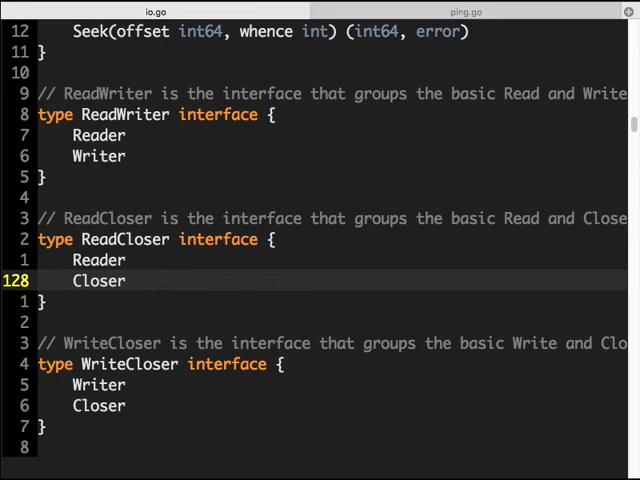 io.go ping.go
12 Seek(offset int64, whence int) (int64, error)
11 }
10
9 // ReadWriter is the interface that groups the basic Read and Write
8 type ReadWriter interface {
7 Reader
6 Writer
5 }
4
3 // ReadCloser is the interface that groups the basic Read and Close
2 type ReadCloser interface {
1 Reader
128 Closer
1 }
2
3 // WriteCloser is the interface that groups the basic Write and Clo
4 type WriteCloser interface {
5 Writer
6 Closer
7 }
8